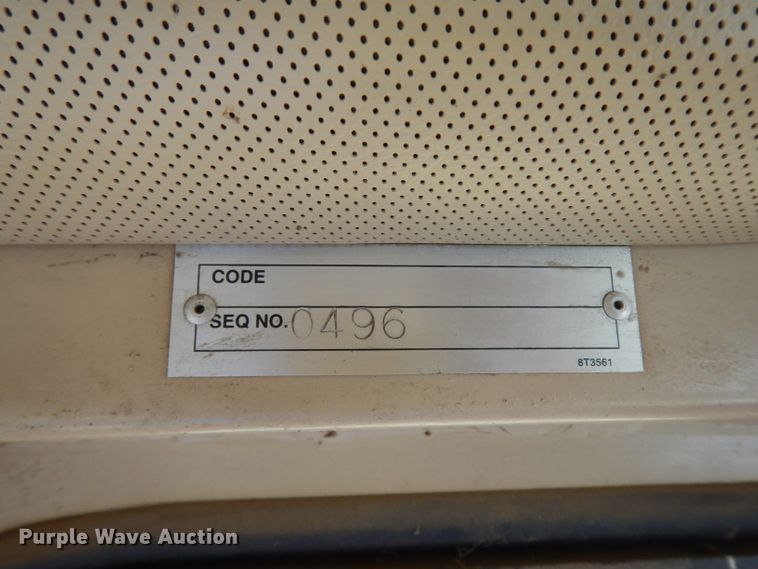 CODE
SEQ NO. 0496
8T3561
Purple Wave Auction